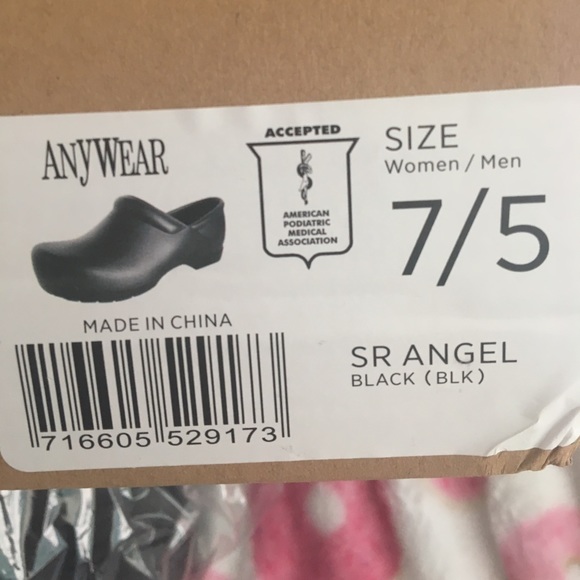 ANYWEAR
ACCEPTED
AMERICAN
PODIATRIC
MEDICAL
ASSOCIATION
SIZE
Women / Men
7/5
MADE IN CHINA
716605 529173
SR ANGEL
BLACK (BLK)